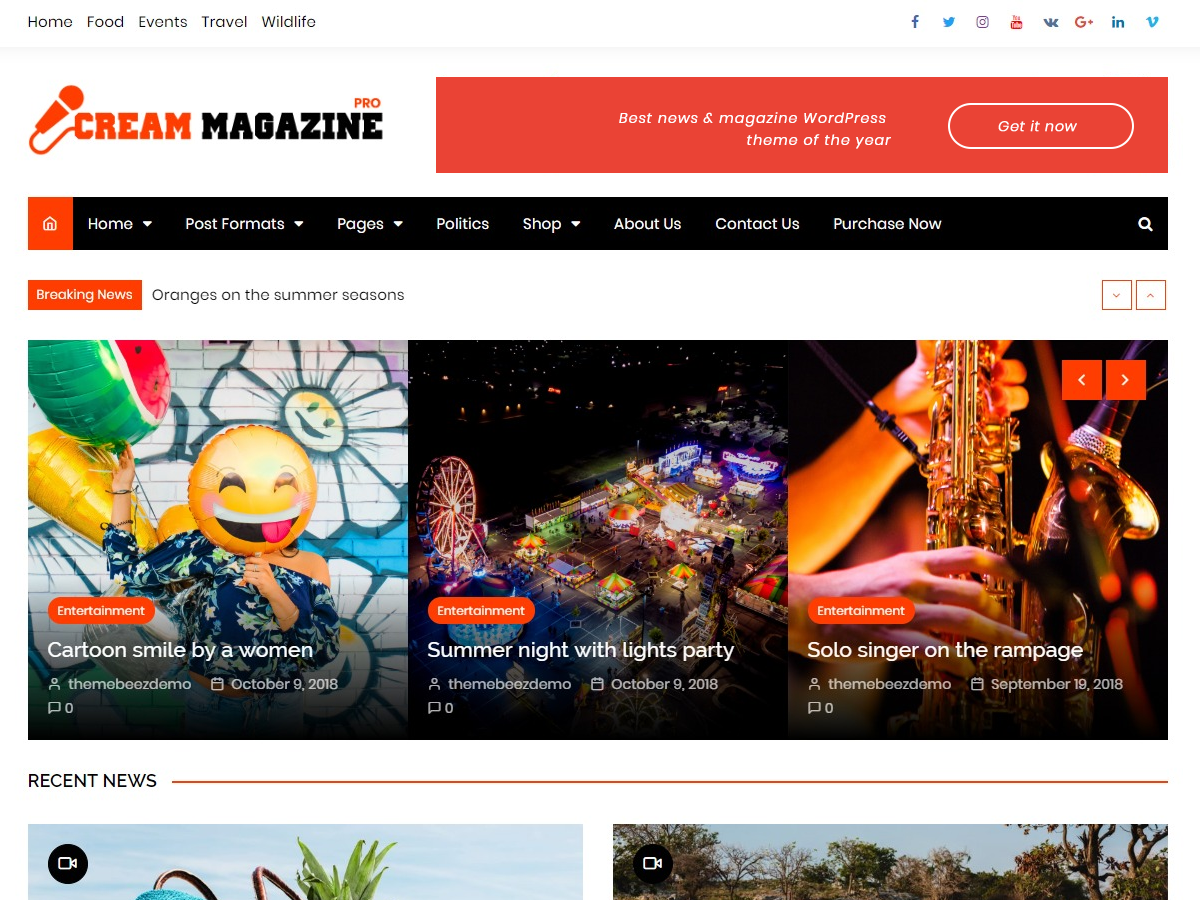 Home Food Events Travel Wildlife
PRO
CREAM MAGAZINE
Best news & magazine WordPress
theme of the year
Get it now
Home Post Formats Pages Politics Shop About Us Contact Us Purchase Now
Breaking News Oranges on the summer seasons
Entertainment
Cartoon smile by a women
themebeezdemo October 9, 2018
0
Entertainment
Summer night with lights party
themebeezdemo October 9, 2018
0
Entertainment
Solo singer on the rampage
themebeezdemo September 19, 2018
0
RECENT NEWS